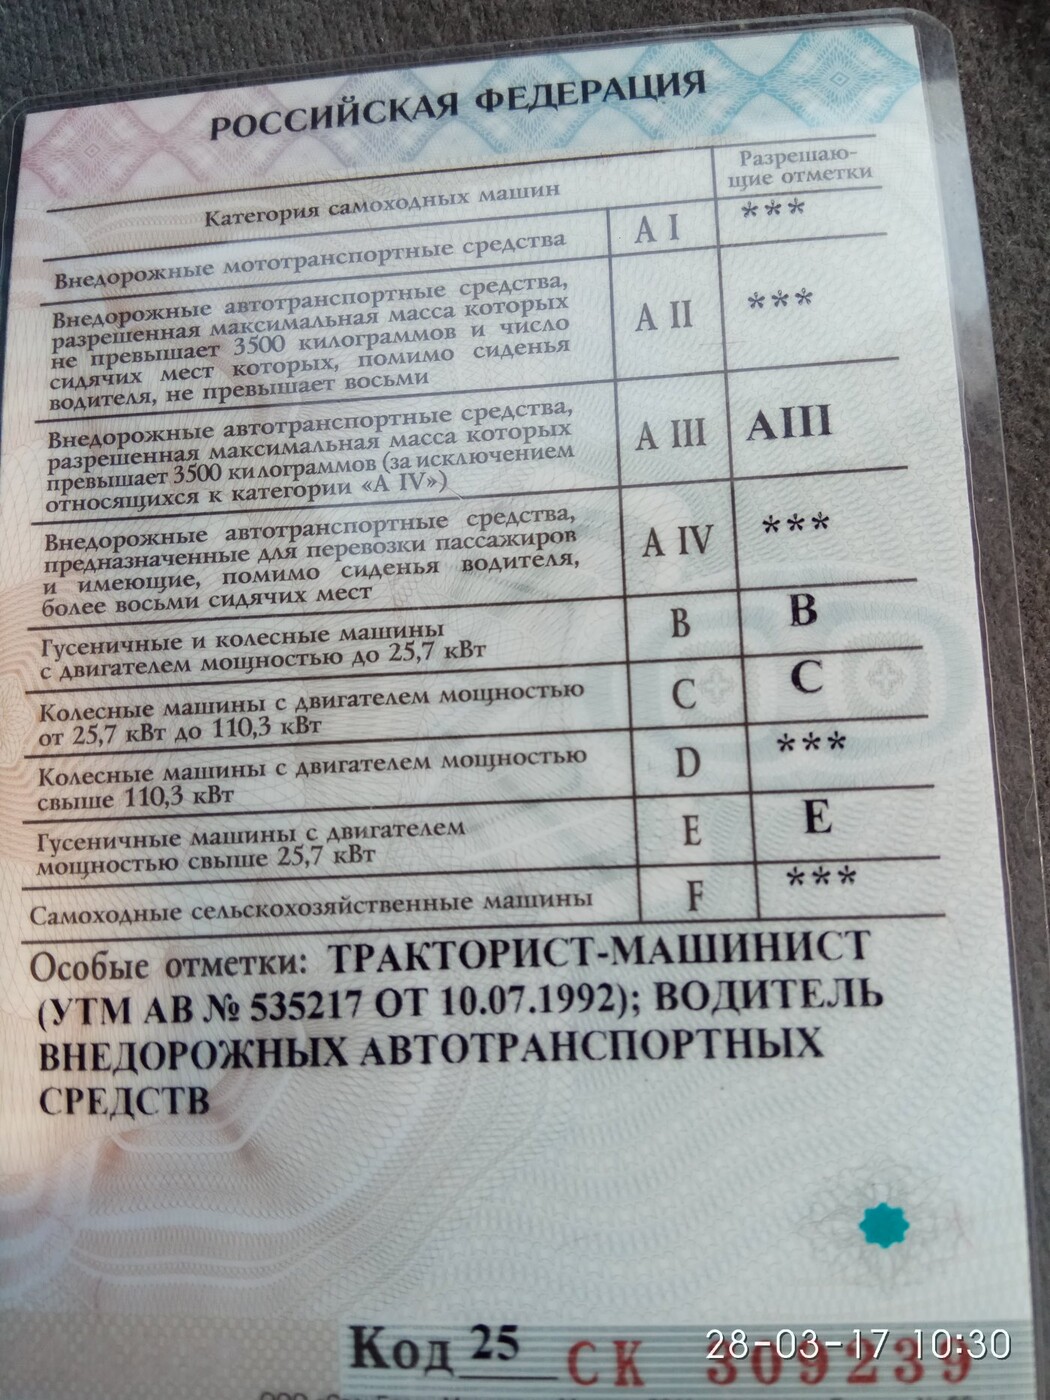 РОССИЙСКАЯ ФЕДЕРАЦИЯ
Категория самоходных машин
Разрешаю-
щие отметки
Внедорожные мототранспортные средства
А I
***
Внедорожные автотранспортные средства,
разрешенная максимальная масса которых
не превышает 3500 килограммов и число
сидячих мест которых, помимо сиденья
водителя, не превышает восьми
А II
***
Внедорожные автотранспортные средства,
разрешенная максимальная масса которых
превышает 3500 килограммов (за исключением
относящихся к категории «А IV»)
А III
АIII
Внедорожные автотранспортные средства,
предназначенные для перевозки пассажиров
и имеющие, помимо сиденья водителя,
более восьми сидячих мест
А IV
***
Гусеничные и колесные машины
с двигателем мощностью до 25,7 кВт
B
B
Колесные машины с двигателем мощностью
от 25,7 кВт до 110,3 кВт
C
C
Колесные машины с двигателем мощностью
свыше 110,3 кВт
D
***
Гусеничные машины с двигателем
мощностью свыше 25,7 кВт
E
E
Самоходные сельскохозяйственные машины
F
***
Особые отметки: ТРАКТОРИСТ-МАШИНИСТ
(УТМ АВ № 535217 ОТ 10.07.1992); ВОДИТЕЛЬ
ВНЕДОРОЖНЫХ АВТОТРАНСПОРТНЫХ
СРЕДСТВ
Код 25 СК 309239
28-03-17 10:30